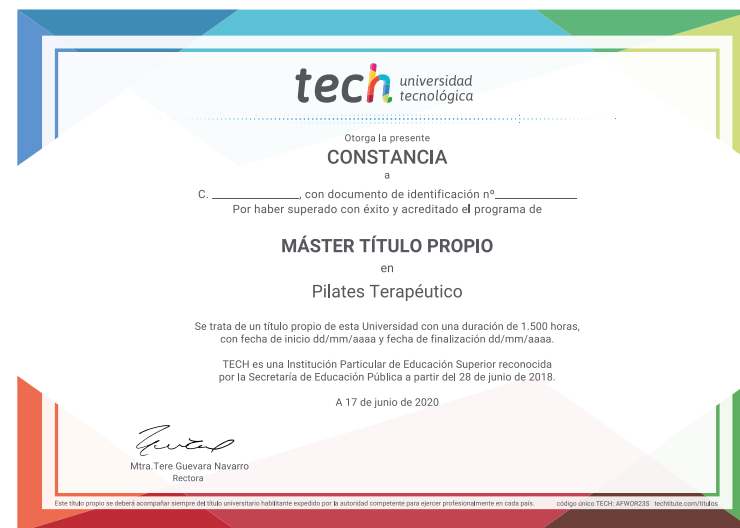 tech universidad
tecnológica
Otorga la presente
CONSTANCIA
a
C. ______________, con documento de identificación nº_____________
Por haber superado con éxito y acreditado el programa de
MÁSTER TÍTULO PROPIO
en
Pilates Terapéutico
Se trata de un título propio de esta Universidad con una duración de 1.500 horas,
con fecha de inicio dd/mm/aaaa y fecha de finalización dd/mm/aaaa.
TECH es una Institución Particular de Educación Superior reconocida
por la Secretaría de Educación Pública a partir del 28 de junio de 2018.
A 17 de junio de 2020
Mtra.Tere Guevara Navarro
Rectora
Este título propio se deberá acompañar siempre del título universitario habilitante expedido por la autoridad competente para ejercer profesionalmente en cada país. código único TECH: AFWOR23S techtitute.com/titulos